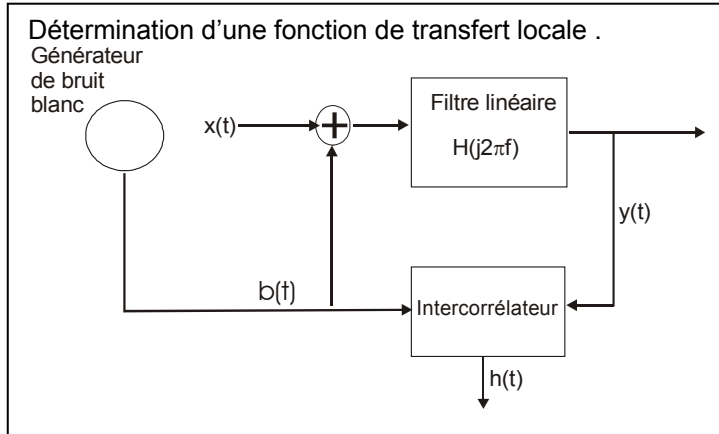 Détermination d'une fonction de transfert locale .
Générateur
de bruit
blanc
x(t)
+
Filtre linéaire
H(j2πf)
y(t)
b(t)
Intercorrélateur
h(t)